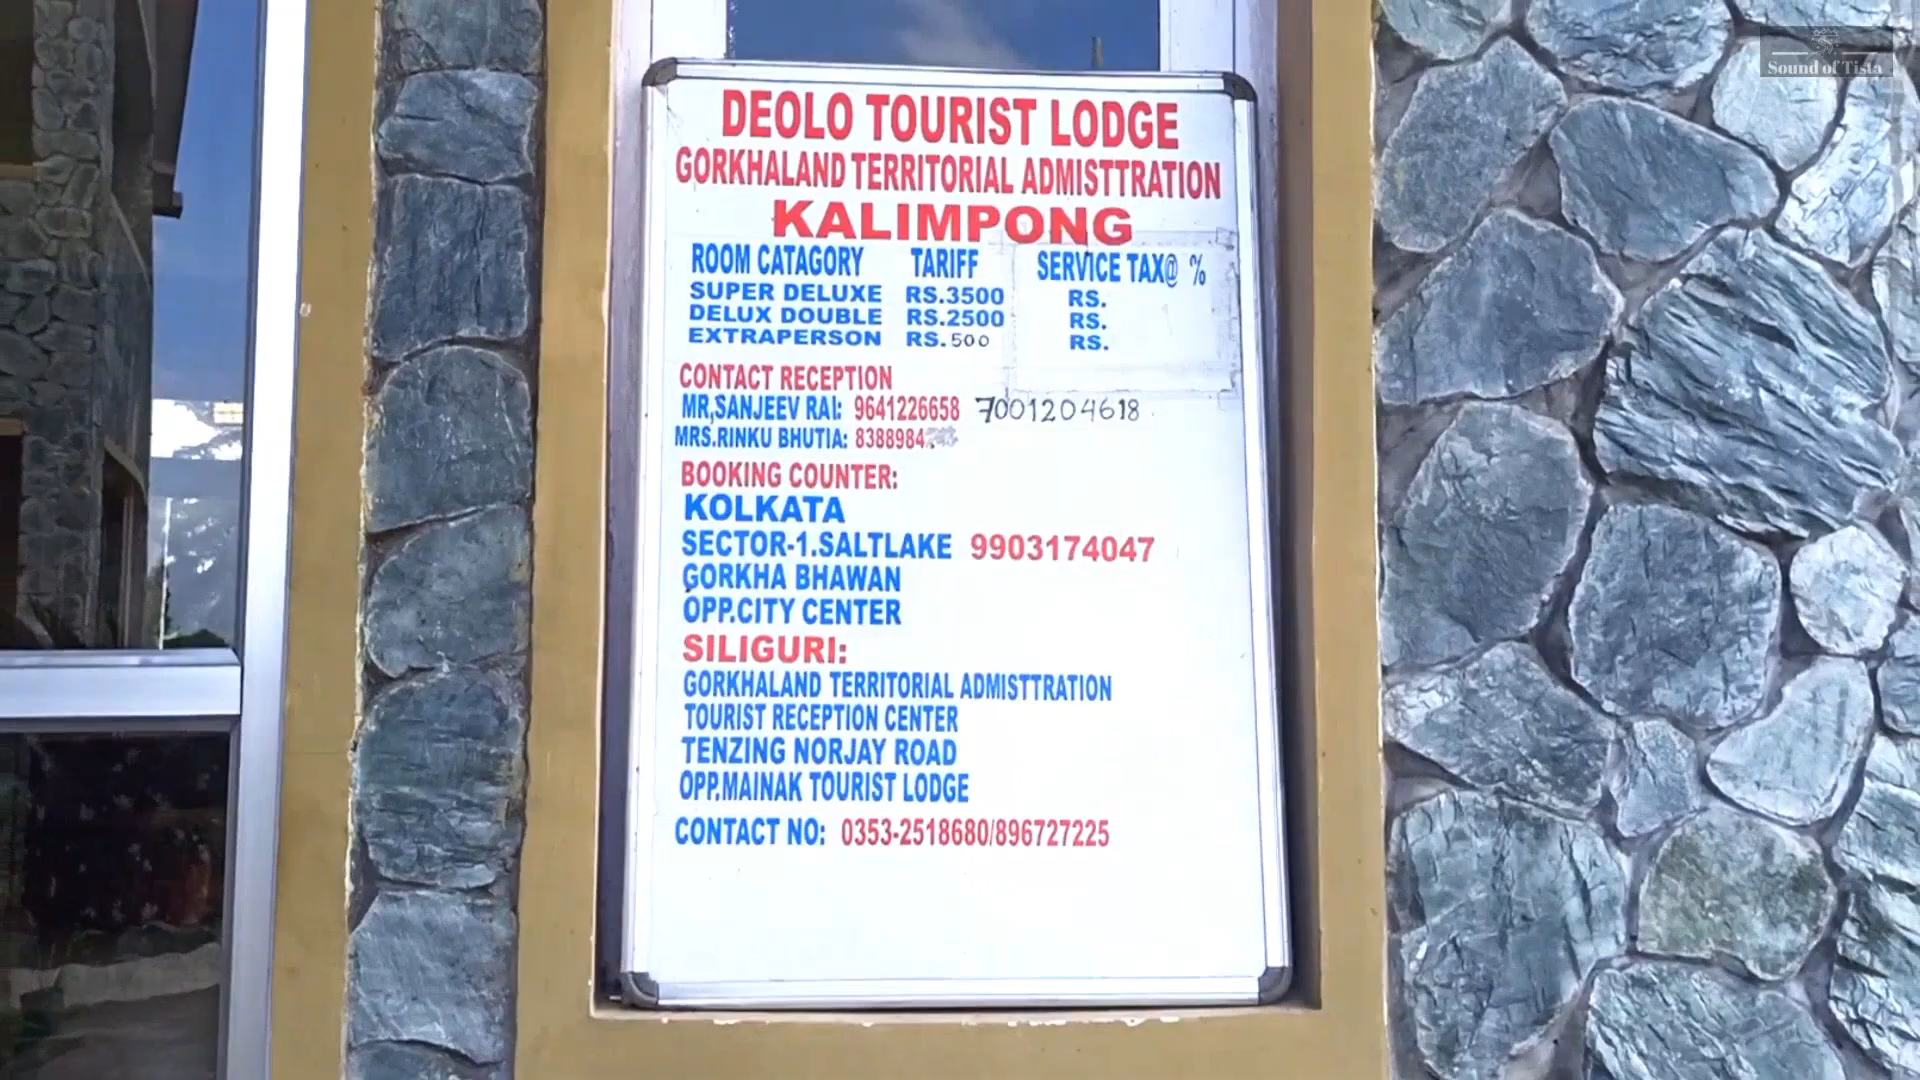 Sound of Tista
DEOLO TOURIST LODGE
GORKHALAND TERRITORIAL ADMISTTRATION
KALIMPONG
ROOM CATAGORY TARIFF SERVICE TAX@ %
SUPER DELUXE RS.3500 RS.
DELUX DOUBLE RS.2500 RS.
EXTRAPERSON RS.500 RS.
CONTACT RECEPTION
MR,SANJEEV RAI: 9641226658 7001204618
MRS.RINKU BHUTIA: 8388984
BOOKING COUNTER:
KOLKATA
SECTOR-1.SALTLAKE 9903174047
GORKHA BHAWAN
OPP.CITY CENTER
SILIGURI:
GORKHALAND TERRITORIAL ADMISTTRATION
TOURIST RECEPTION CENTER
TENZING NORJAY ROAD
OPP.MAINAK TOURIST LODGE
CONTACT NO: 0353-2518680/896727225